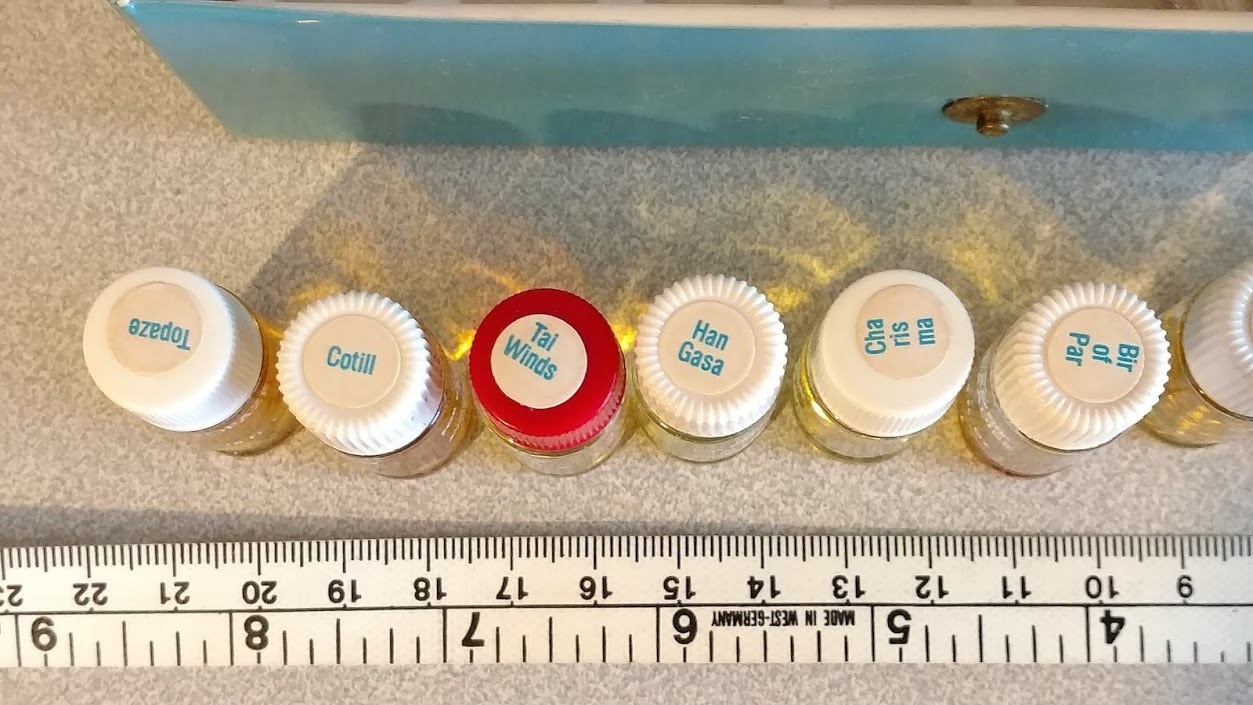 Topaze
Cotill
Tai
Winds
Han
Gasa
Cha
ris
ma
Bir
of
Par
23 22 21 20 19 18 17 16 15 14 13 12 11 10 9
9 8 7 6 MADE IN WEST-GERMANY 5 4